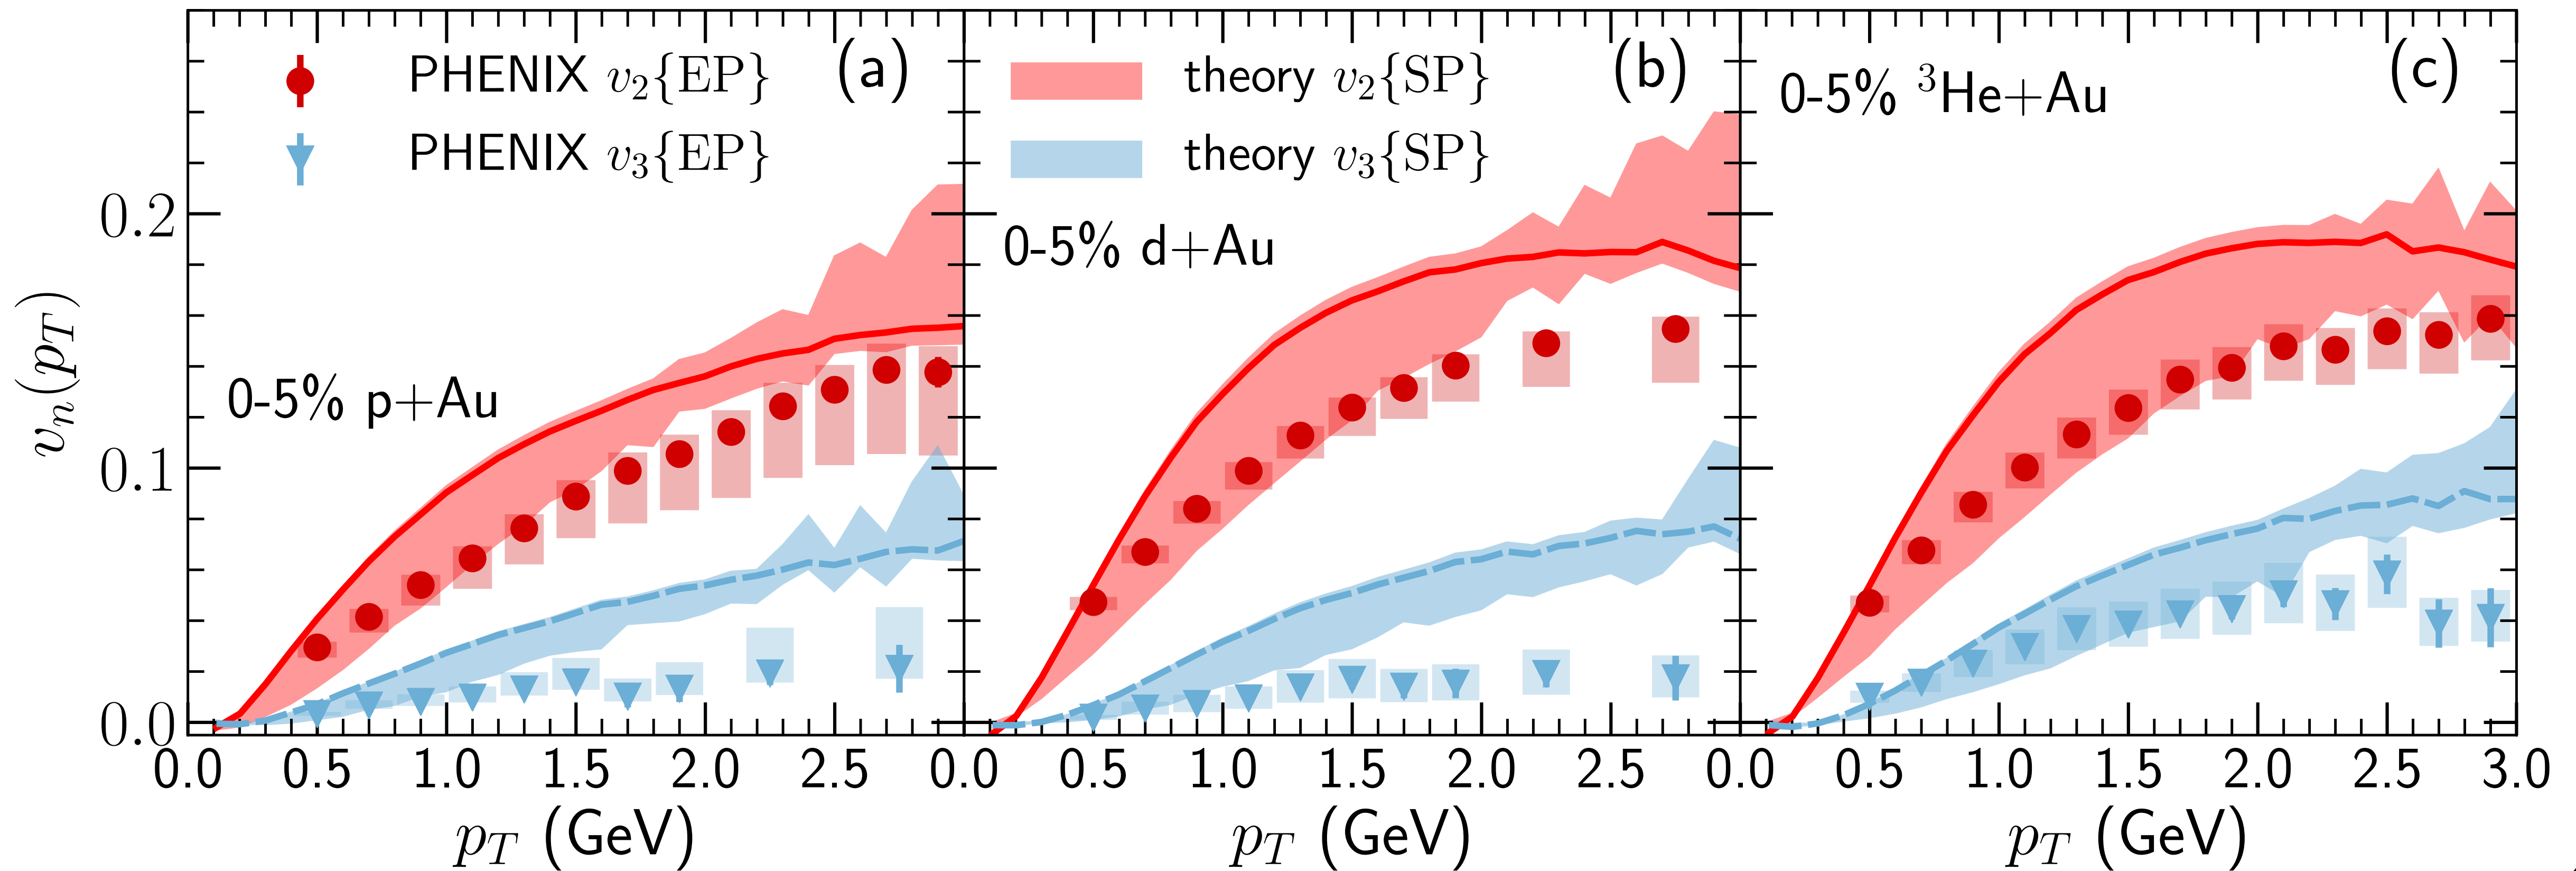 PHENIX v₂{EP}
PHENIX v₃{EP}
(a)
theory v₂{SP}
theory v₃{SP}
(b)
0-5% ³He+Au
(c)
0-5% p+Au
0-5% d+Au
vₙ(p_T)
0.2
0.1
0.0
0.0 0.5 1.0 1.5 2.0 2.5 0.0 0.5 1.0 1.5 2.0 2.5 0.0 0.5 1.0 1.5 2.0 2.5 3.0
p_T (GeV) p_T (GeV) p_T (GeV)